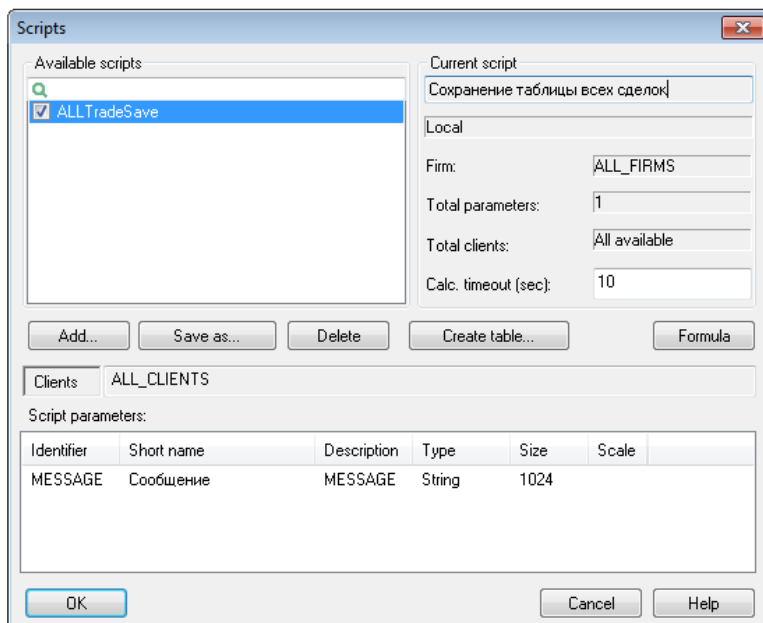 Scripts
Available scripts
ALLTradeSave
Current script
Сохранение таблицы всех сделок
Local
Firm: ALL_FIRMS
Total parameters: 1
Total clients: All available
Calc. timeout (sec): 10
Add... Save as... Delete Create table... Formula
Clients ALL_CLIENTS
Script parameters:
Identifier Short name Description Type Size Scale
MESSAGE Сообщение MESSAGE String 1024
OK Cancel Help